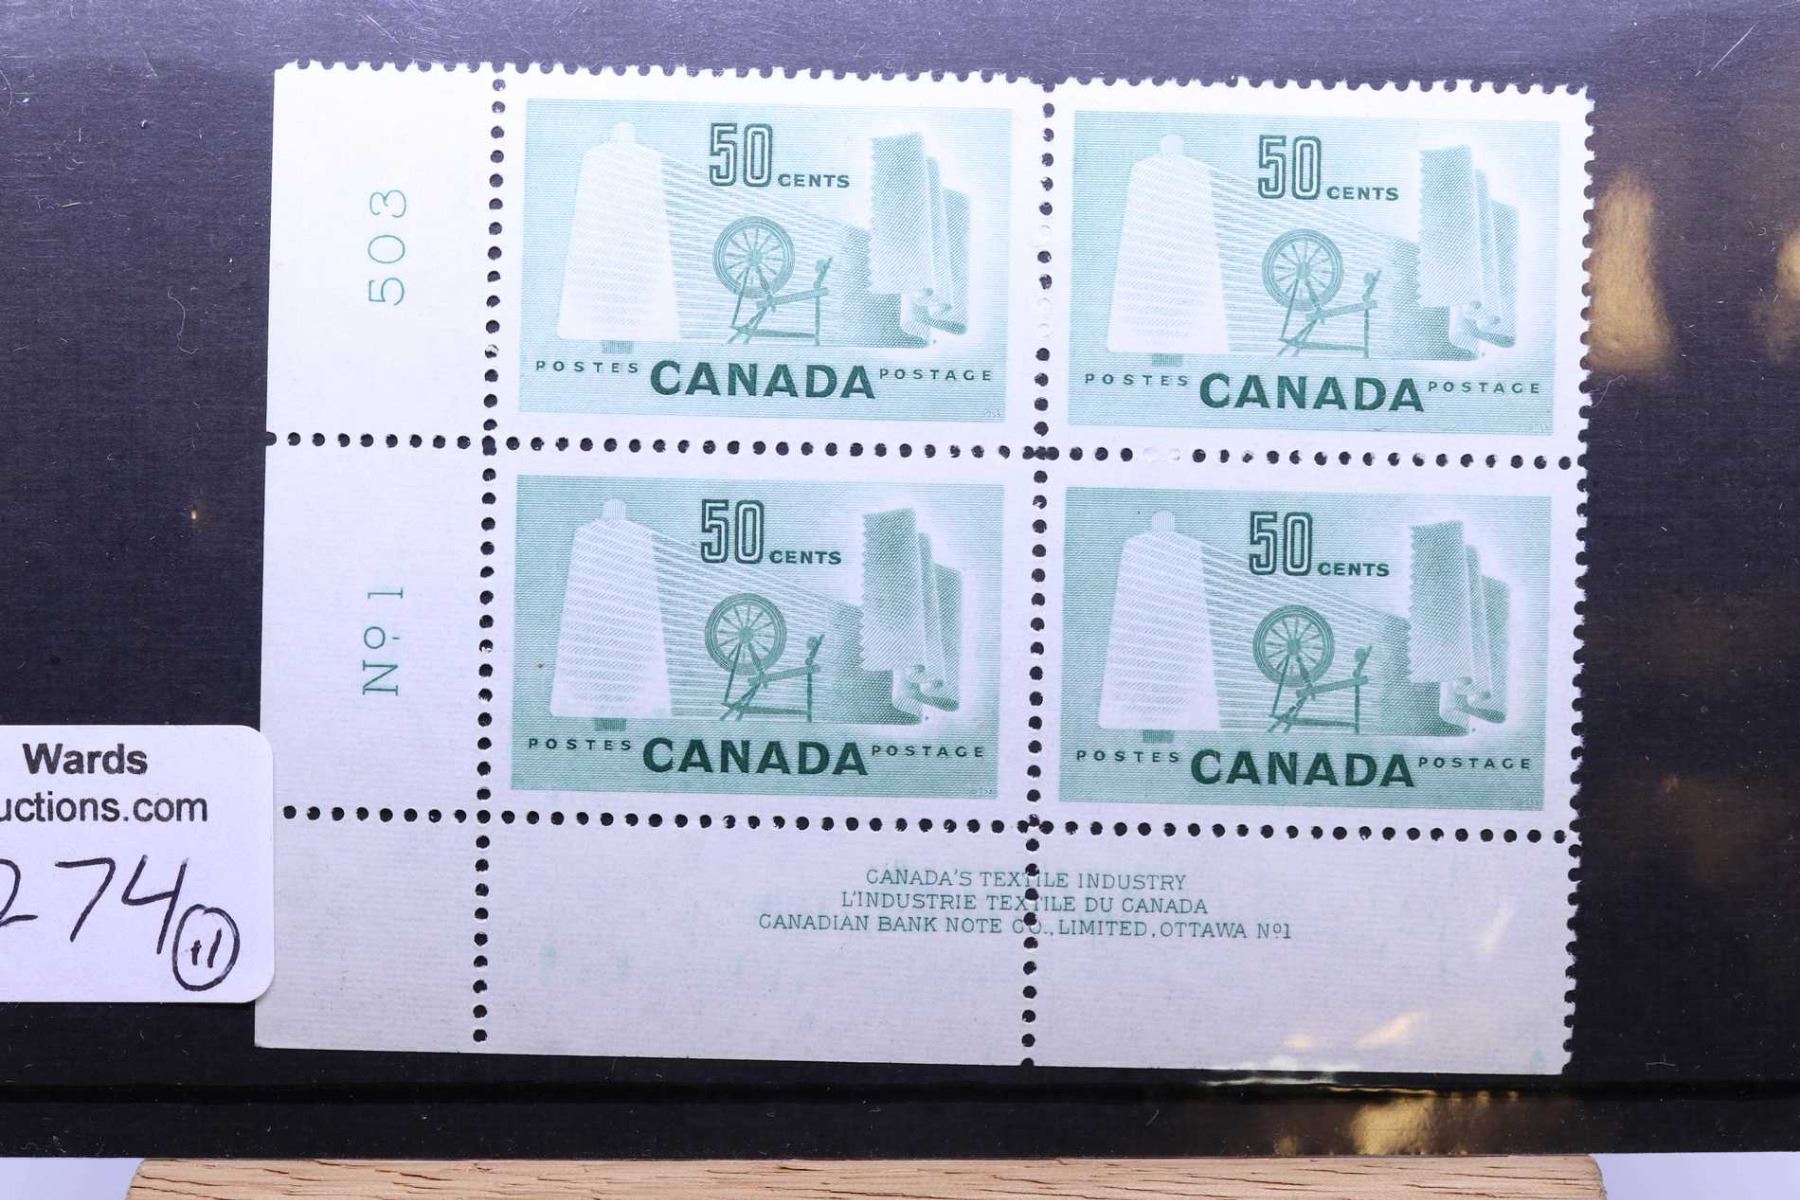 503
50 CENTS
POSTES CANADA POSTAGE
50 CENTS
POSTES CANADA POSTAGE
Nº1
50 CENTS
POSTES CANADA POSTAGE
50 CENTS
POSTES CANADA POSTAGE
CANADA'S TEXTILE INDUSTRY
L'INDUSTRIE TEXTILE DU CANADA
CANADIAN BANK NOTE CO., LIMITED, OTTAWA Nº1
Wards
uctions.com
274
11